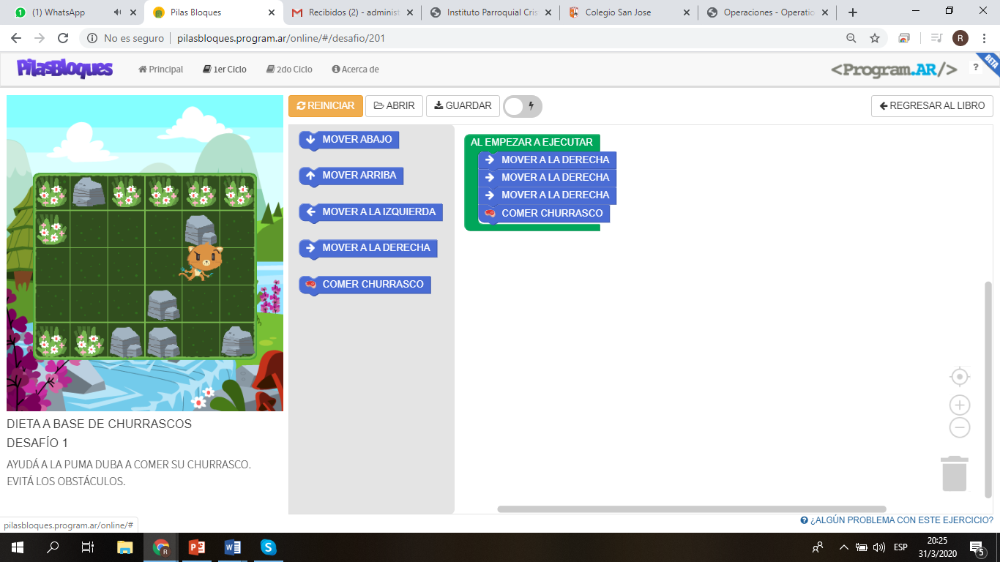 (1) WhatsApp
Pilas Bloques
Recibidos (2) - administ
Instituto Parroquial Cris
Colegio San Jose
Operaciones - Operatio
No es seguro
pilasbloques.program.ar/online/#/desafio/201
R
PilasBloques
Principal
1er Ciclo
2do Ciclo
Acerca de
<Program.AR/>
?
BETA
REINICIAR
ABRIR
GUARDAR
REGRESAR AL LIBRO
MOVER ABAJO
MOVER ARRIBA
MOVER A LA IZQUIERDA
MOVER A LA DERECHA
COMER CHURRASCO
AL EMPEZAR A EJECUTAR
MOVER A LA DERECHA
MOVER A LA DERECHA
MOVER A LA DERECHA
COMER CHURRASCO
DIETA A BASE DE CHURRASCOS
DESAFÍO 1
AYUDÁ A LA PUMA DUBA A COMER SU CHURRASCO.
EVITÁ LOS OBSTÁCULOS.
pilasbloques.program.ar/online/#
¿ALGÚN PROBLEMA CON ESTE EJERCICIO?
ESP
20:25
31/3/2020
5